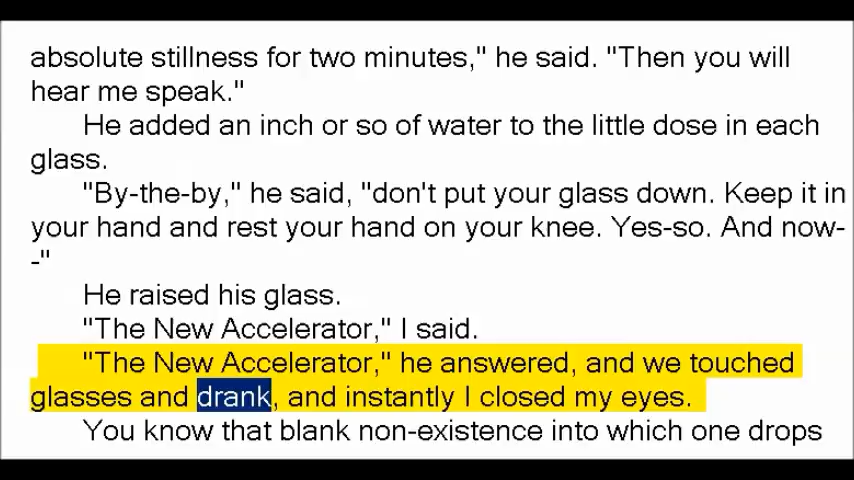 absolute stillness for two minutes," he said. "Then you will
hear me speak."
He added an inch or so of water to the little dose in each
glass.
"By-the-by," he said, "don't put your glass down. Keep it in
your hand and rest your hand on your knee. Yes-so. And now-
-"
He raised his glass.
"The New Accelerator," I said.
"The New Accelerator," he answered, and we touched
glasses and drank, and instantly I closed my eyes.
You know that blank non-existence into which one drops